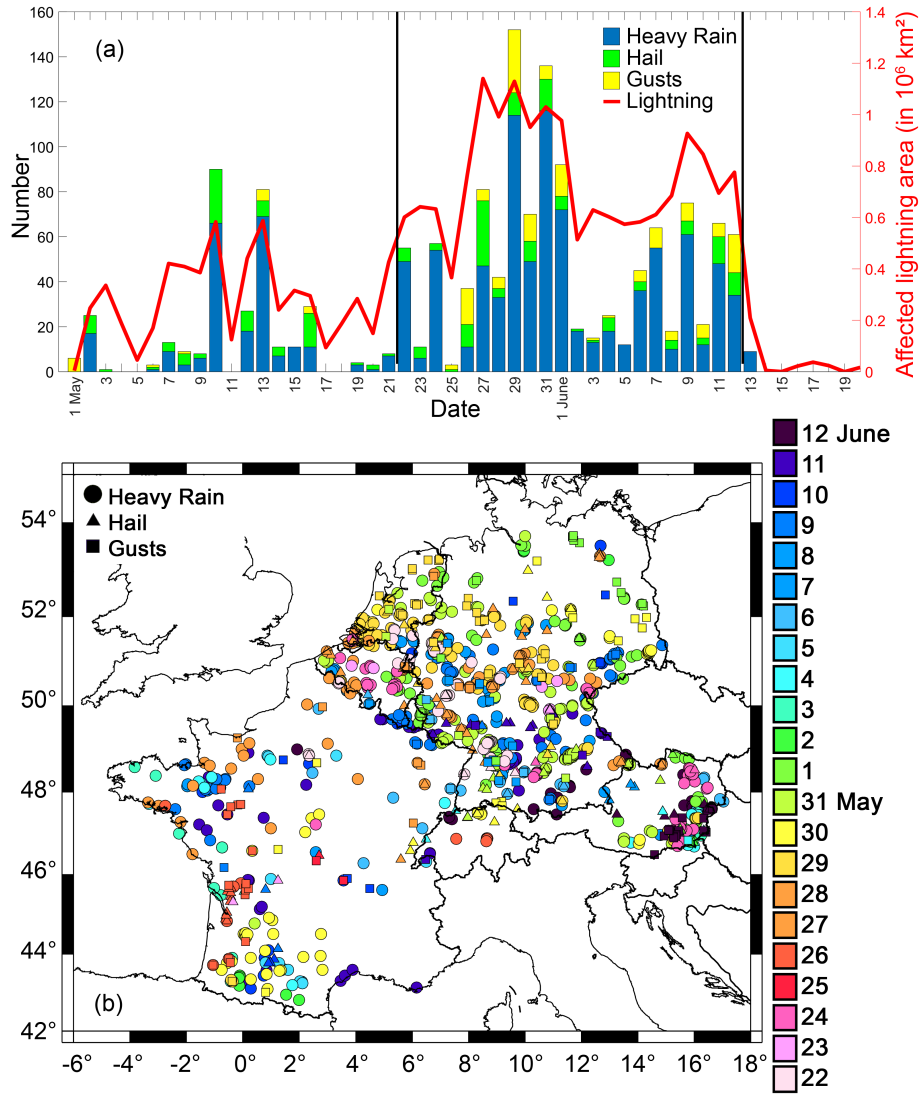 160
140
120
100
80
60
40
20
0
Number
(a)
Heavy Rain
Hail
Gusts
Lightning
1.4
1.2
1
0.8
0.6
0.4
0.2
0
Affected lightning area (in 10⁶ km²)
1 May 3 5 7 9 11 13 15 17 19 21 23 25 27 29 31 1 June 3 5 7 9 11 13 15 17 19
Date
Heavy Rain
Hail
Gusts
(b)
54°
52°
50°
48°
46°
44°
42°
-6° -4° -2° 0° 2° 4° 6° 8° 10° 12° 14° 16° 18°
12 June
11
10
9
8
7
6
5
4
3
2
1
31 May
30
29
28
27
26
25
24
23
22